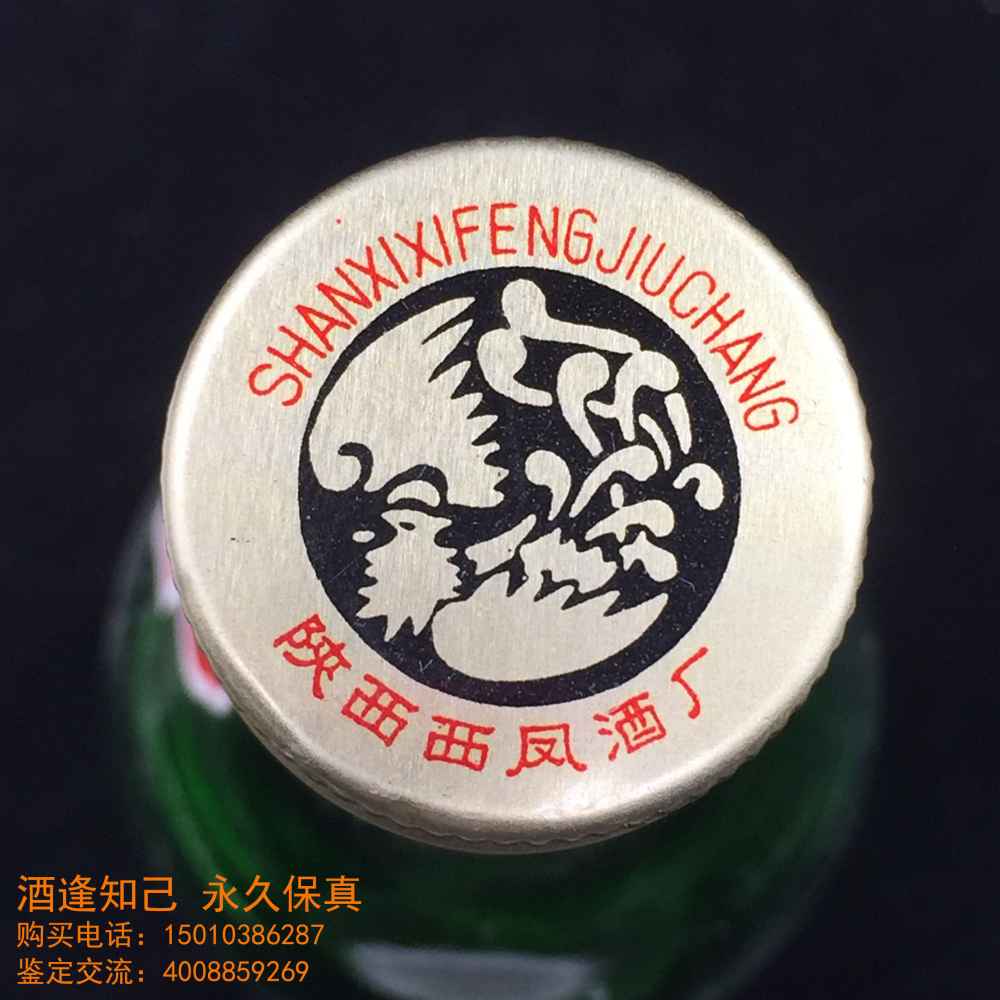 SHANXIXIFENGJIUCHANG
陝西西凤酒厂
酒逢知己 永久保真
购买电话：15010386287
鉴定交流：4008859269